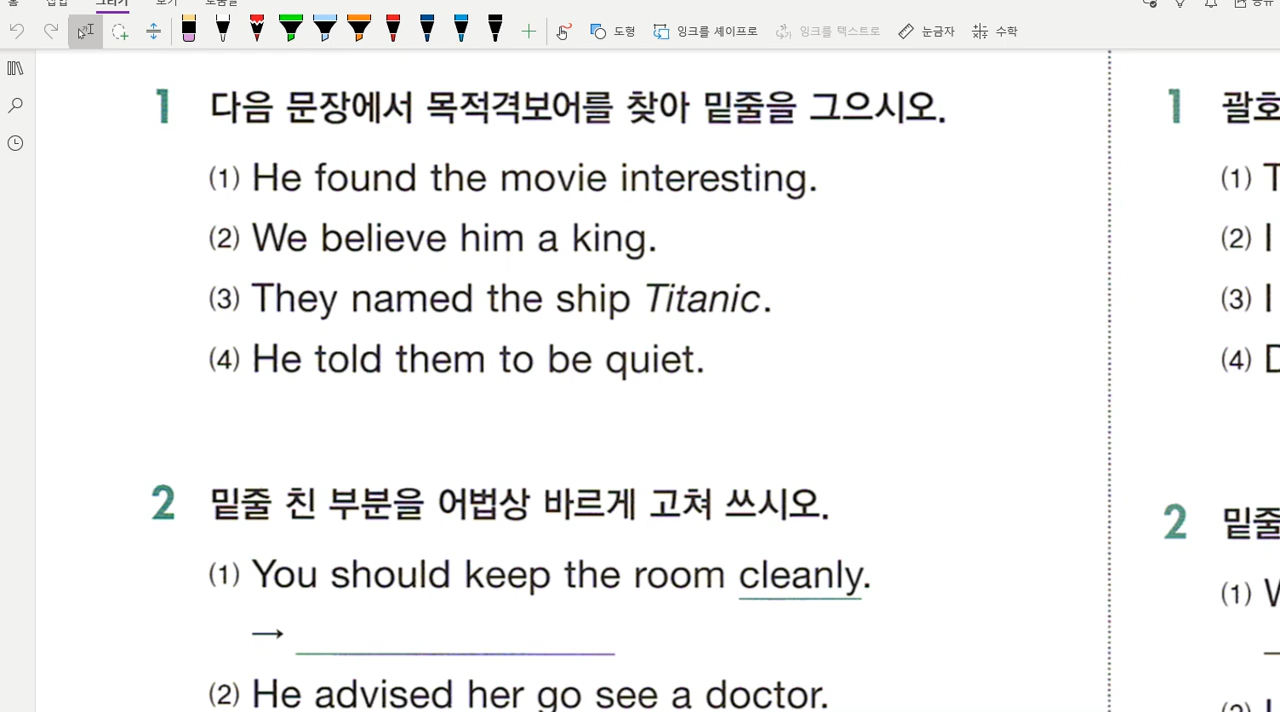 잉크를 셰이프로
잉크를 텍스트로
도형
눈금자
수학
1 다음 문장에서 목적격보어를 찾아 밑줄을 그으시오.
(1) He found the movie interesting.
(2) We believe him a king.
(3) They named the ship Titanic.
(4) He told them to be quiet.
2 밑줄 친 부분을 어법상 바르게 고쳐 쓰시오.
(1) You should keep the room cleanly.
→
(2) He advised her go see a doctor.
1 괄호
(1) T
(2) I
(3) I
(4) D
2 밑줄
(1)